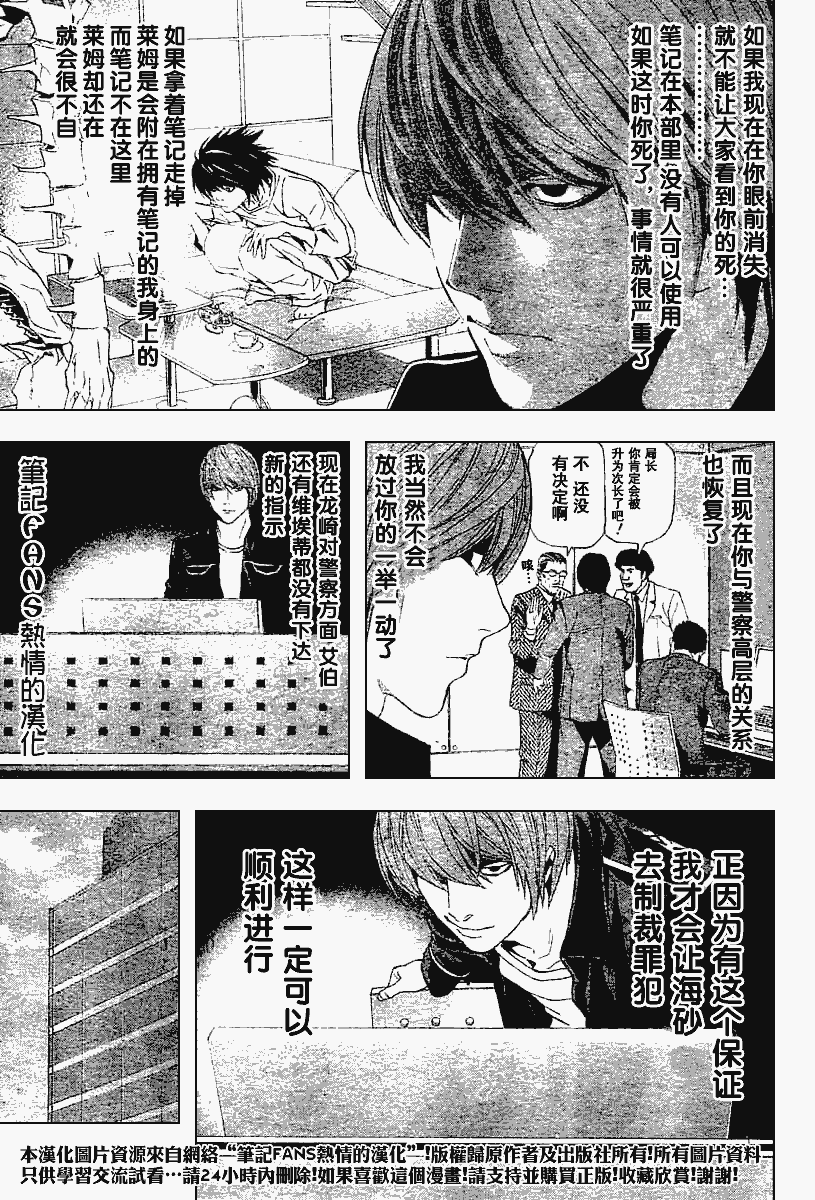 如果我现在在你眼前消失
就不能让大家看到你的死…
…………………
笔记在本部里 没有人可以使用
如果这时你死了，事情就很严重了
如果拿着笔记走掉
莱姆是会附在拥有笔记的我身上的
而笔记不在这里
莱姆却还在
就会很不自
而且现在你与警察高层的关系
也恢复了
局长
你肯定会被
升为次长了吧!
不 还没
有决定啊
唉
我当然不会
放过你的一举一动了
现在龙崎对警察方面 艾伯
还有维埃蒂都没有下达
新的指示
筆記FANS熱情的漢化
正因为有这个保证
我才会让海砂
去制裁罪犯
这样一定可以
顺利进行
本漢化圖片資源來自網絡“筆記FANS熱情的漢化”!版權歸原作者及出版社所有!所有圖片資料
只供學習交流試看…請24小時內刪除!如果喜歡這個漫畫!請支持並購買正版!收藏欣賞!謝謝!